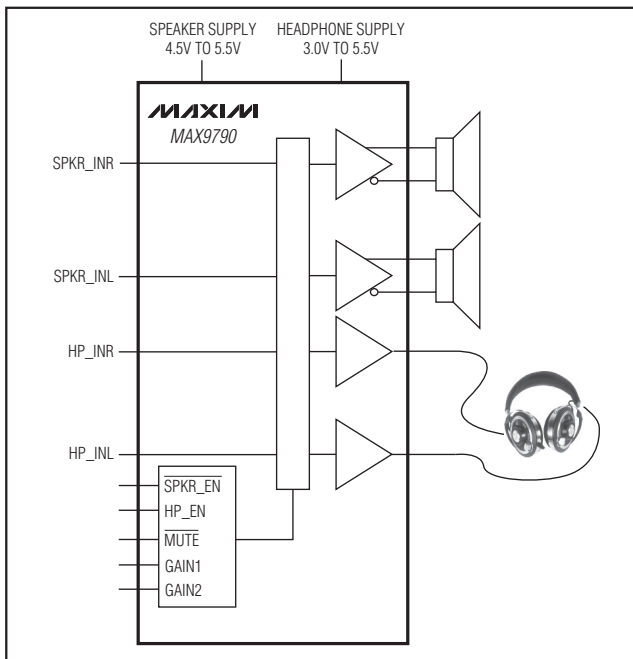 SPEAKER SUPPLY
4.5V TO 5.5V
HEADPHONE SUPPLY
3.0V TO 5.5V
MAXIM
MAX9790
SPKR_INR
SPKR_INL
HP_INR
HP_INL
SPKR_EN
HP_EN
MUTE
GAIN1
GAIN2